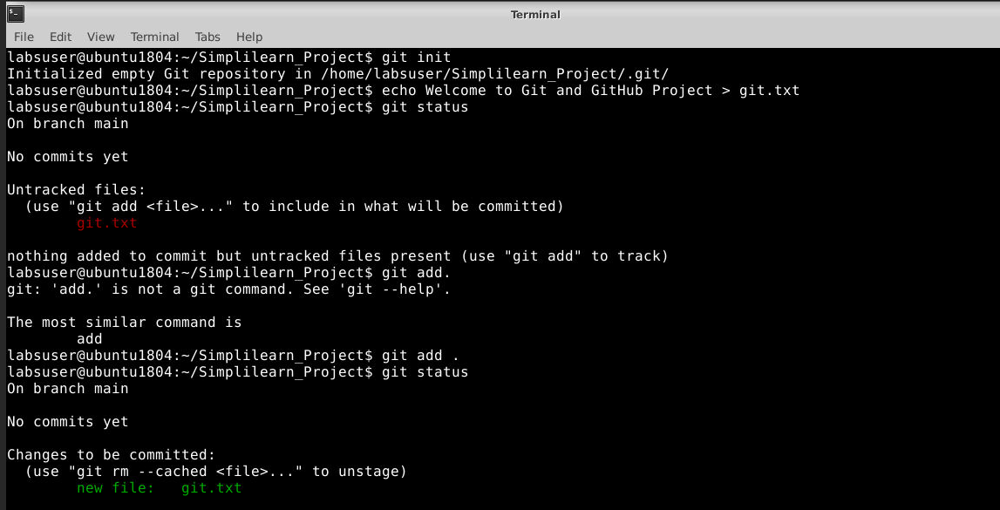 Terminal
File Edit View Terminal Tabs Help
labsuser@ubuntu1804:~/Simplilearn_Project$ git init
Initialized empty Git repository in /home/labsuser/Simplilearn_Project/.git/
labsuser@ubuntu1804:~/Simplilearn_Project$ echo Welcome to Git and GitHub Project > git.txt
labsuser@ubuntu1804:~/Simplilearn_Project$ git status
On branch main
No commits yet
Untracked files:
  (use "git add <file>..." to include in what will be committed)
        git.txt
nothing added to commit but untracked files present (use "git add" to track)
labsuser@ubuntu1804:~/Simplilearn_Project$ git add.
git: 'add.' is not a git command. See 'git --help'.
The most similar command is
        add
labsuser@ubuntu1804:~/Simplilearn_Project$ git add .
labsuser@ubuntu1804:~/Simplilearn_Project$ git status
On branch main
No commits yet
Changes to be committed:
  (use "git rm --cached <file>..." to unstage)
        new file:   git.txt